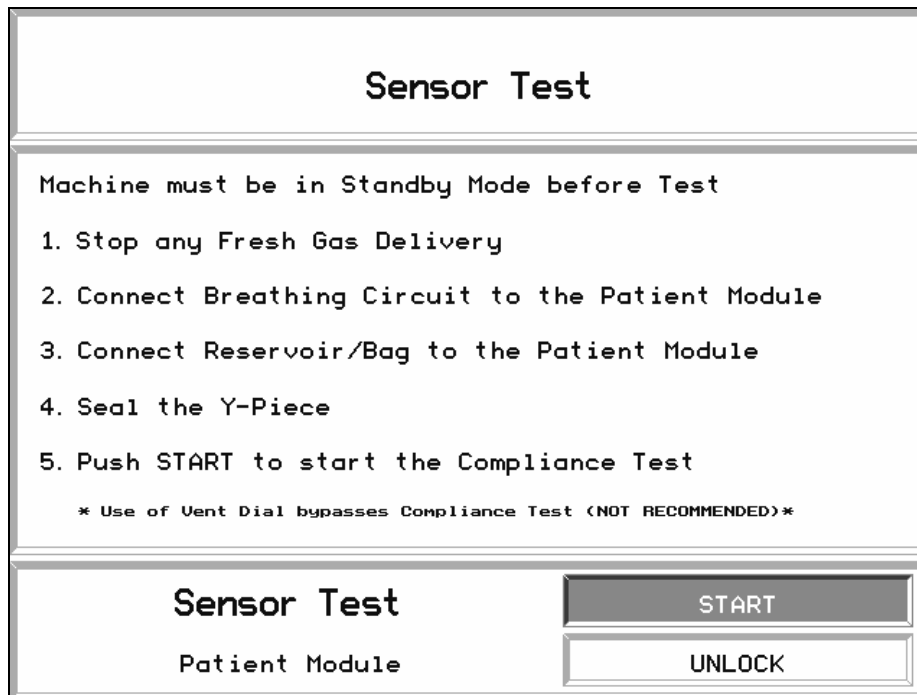 Sensor Test
Machine must be in Standby Mode before Test
1. Stop any Fresh Gas Delivery
2. Connect Breathing Circuit to the Patient Module
3. Connect Reservoir/Bag to the Patient Module
4. Seal the Y-Piece
5. Push START to start the Compliance Test
* Use of Vent Dial bypasses Compliance Test (NOT RECOMMENDED)*
Sensor Test
START
Patient Module
UNLOCK